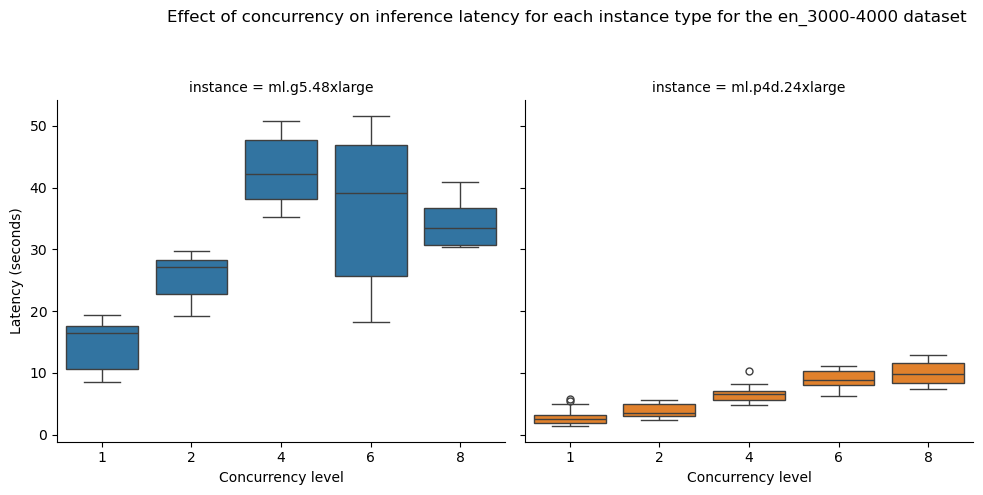 Effect of concurrency on inference latency for each instance type for the en_3000-4000 dataset
instance = ml.g5.48xlarge
instance = ml.p4d.24xlarge
Latency (seconds)
50
40
30
20
10
0
1 2 4 6 8
1 2 4 6 8
Concurrency level
Concurrency level